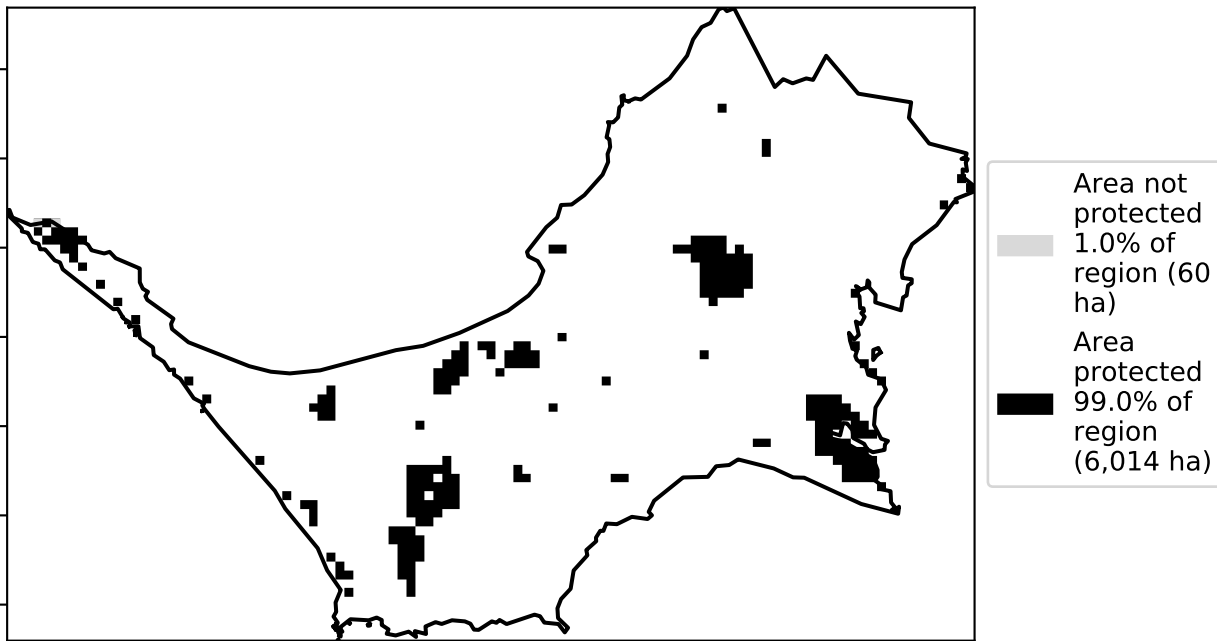 Area not
protected
1.0% of
region (60
ha)
Area
protected
99.0% of
region
(6,014 ha)